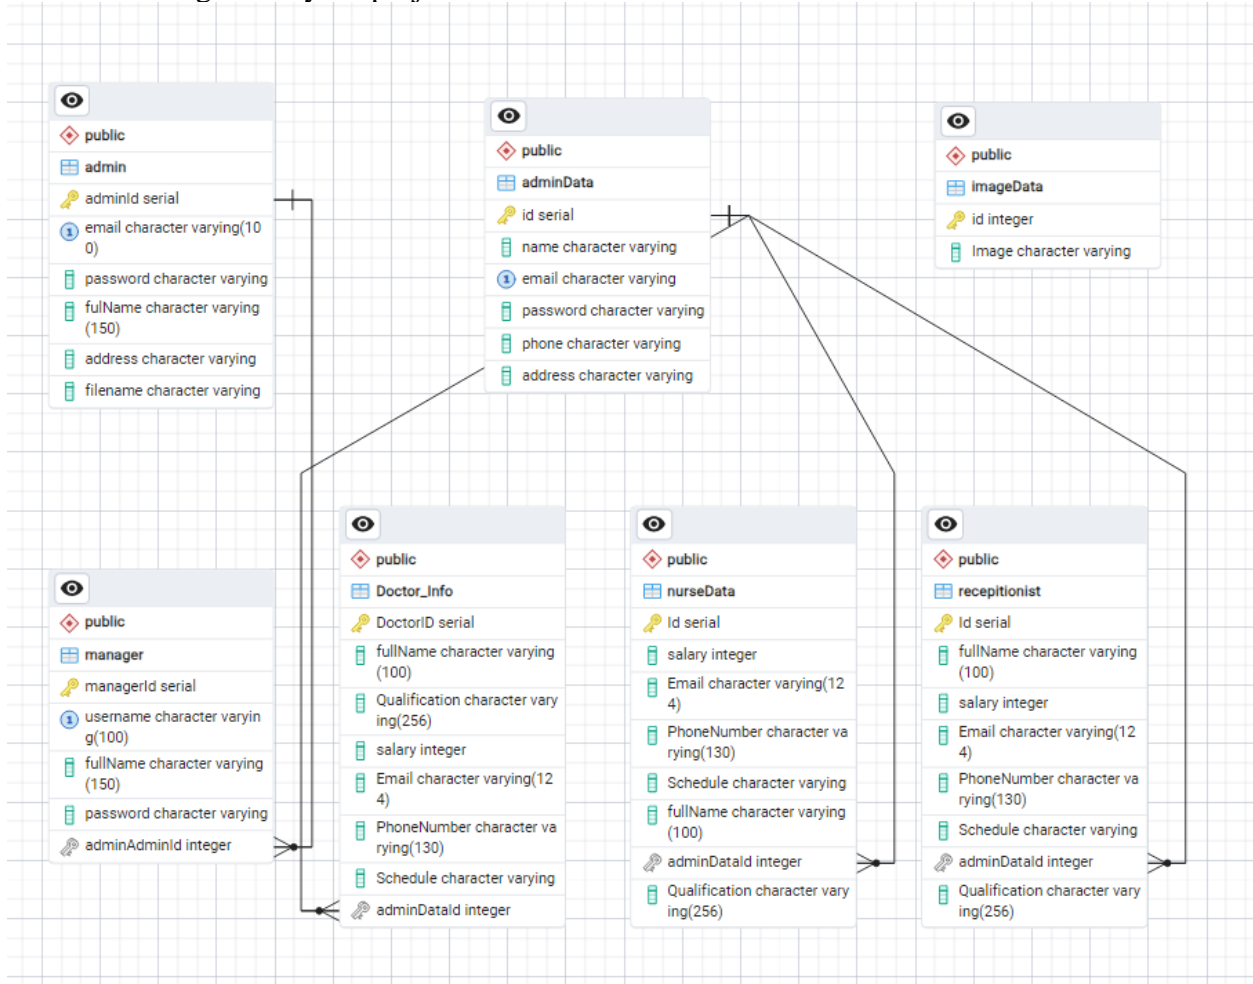 public
admin
adminId serial
email character varying(10
0)
password character varying
fulName character varying
(150)
address character varying
filename character varying
public
adminData
id serial
name character varying
email character varying
password character varying
phone character varying
address character varying
public
imageData
id integer
Image character varying
public
manager
managerId serial
username character varyin
g(100)
fullName character varying
(150)
password character varying
adminAdminId integer
public
Doctor_Info
DoctorID serial
fullName character varying
(100)
Qualification character vary
ing(256)
salary integer
Email character varying(12
4)
PhoneNumber character va
rying(130)
Schedule character varying
adminDataId integer
public
nurseData
Id serial
salary integer
Email character varying(12
4)
PhoneNumber character va
rying(130)
Schedule character varying
fullName character varying
(100)
adminDataId integer
Qualification character vary
ing(256)
public
recepitionist
Id serial
fullName character varying
(100)
salary integer
Email character varying(12
4)
PhoneNumber character va
rying(130)
Schedule character varying
adminDataId integer
Qualification character vary
ing(256)